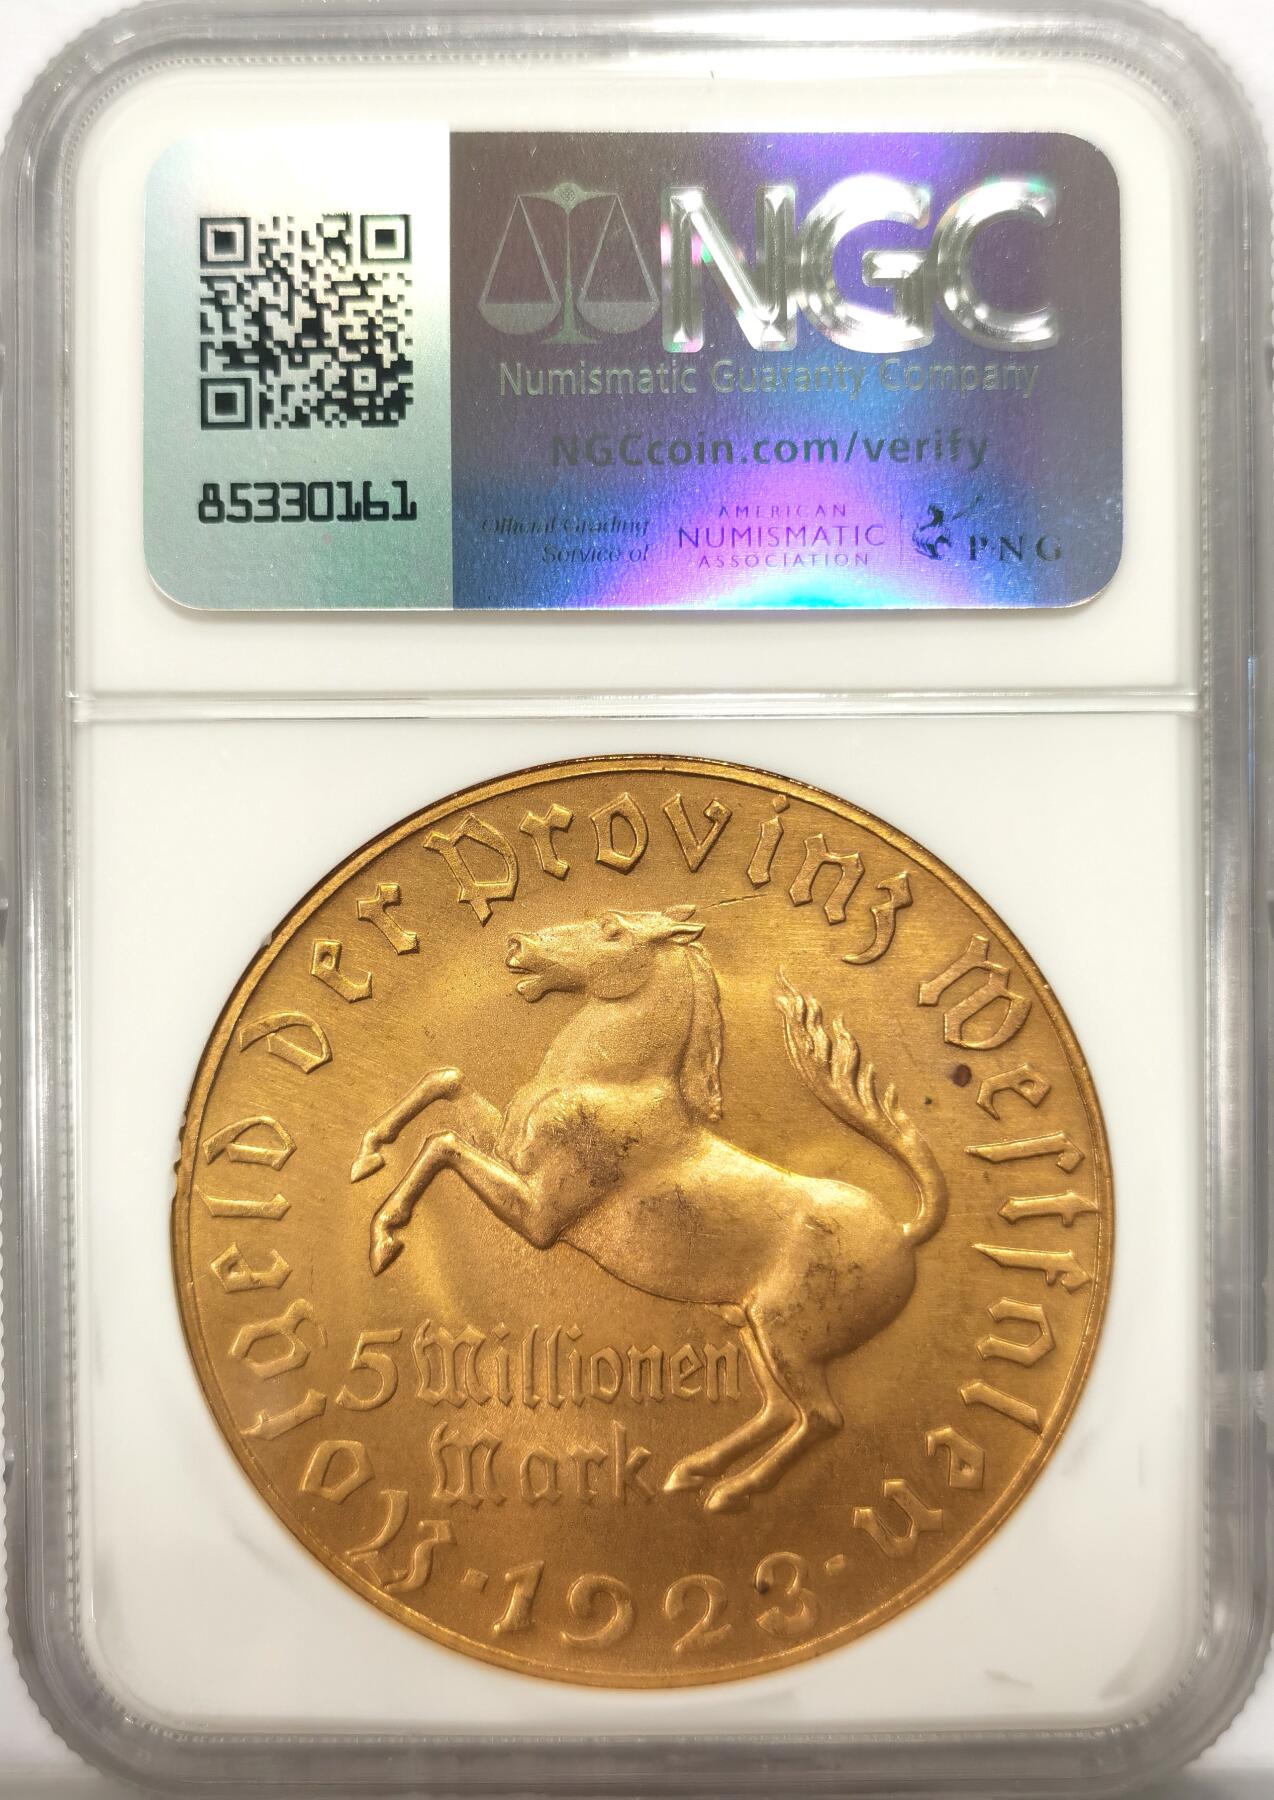 NGC
Numismatic Guaranty Company
NGCcoin.com/verify
85330161
Official Grading
Service of
AMERICAN
NUMISMATIC
ASSOCIATION
PNG
Notgeld der Provinz Westfalen
5 Millionen
Mark
· 1923 ·